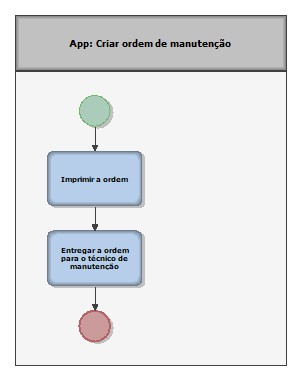 App: Criar ordem de manutenção
Imprimir a ordem
Entregar a ordem
para o técnico de
manutenção